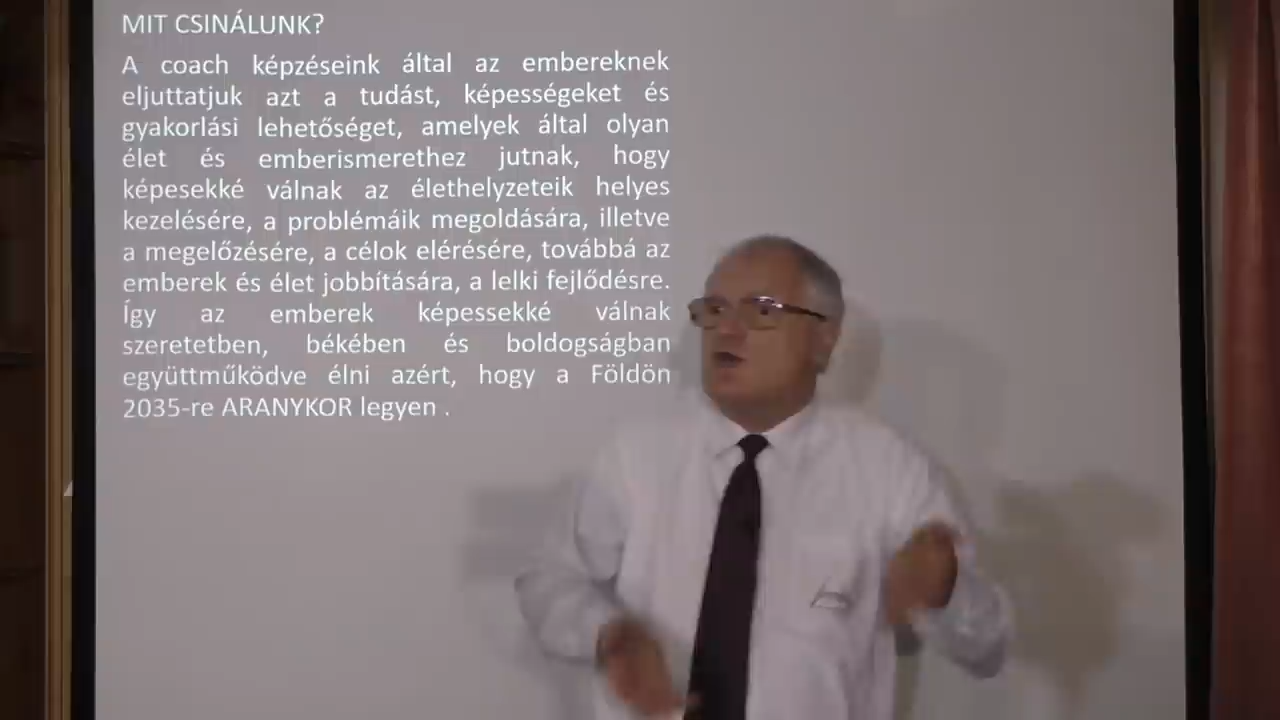 MIT CSINÁLUNK?
A coach képzéseink által az embereknek
eljuttatjuk azt a tudást, képességeket és
gyakorlási lehetőséget, amelyek által olyan
élet és emberismerethez jutnak, hogy
képesekké válnak az élethelyzeteik helyes
kezelésére, a problémáik megoldására, illetve
a megelőzésére, a célok elérésére, továbbá az
emberek és élet jobbítására, a lelki fejlődésre.
Így az emberek képessekké válnak
szeretetben, békében és boldogságban
együttműködve élni azért, hogy a Földön
2035-re ARANYKOR legyen .